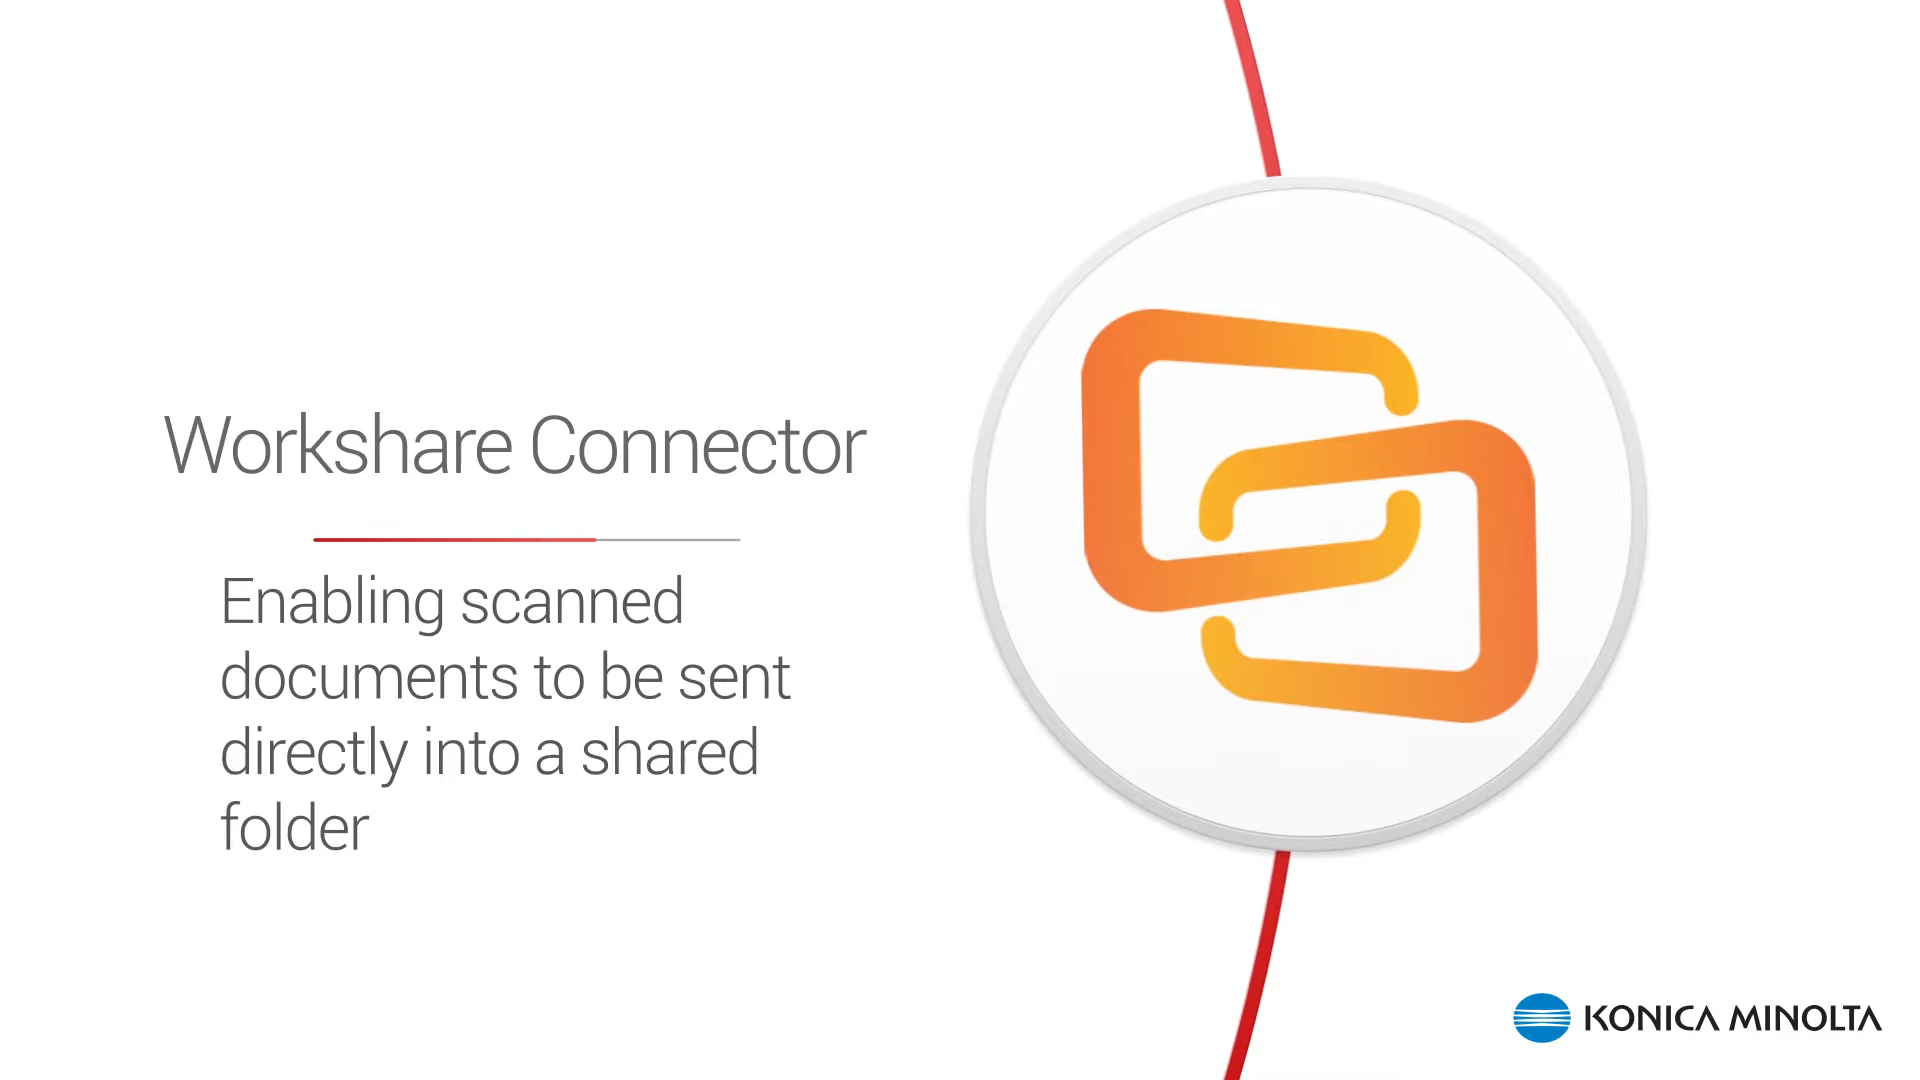 Workshare Connector
Enabling scanned
documents to be sent
directly into a shared
folder
KONICA MINOLTA